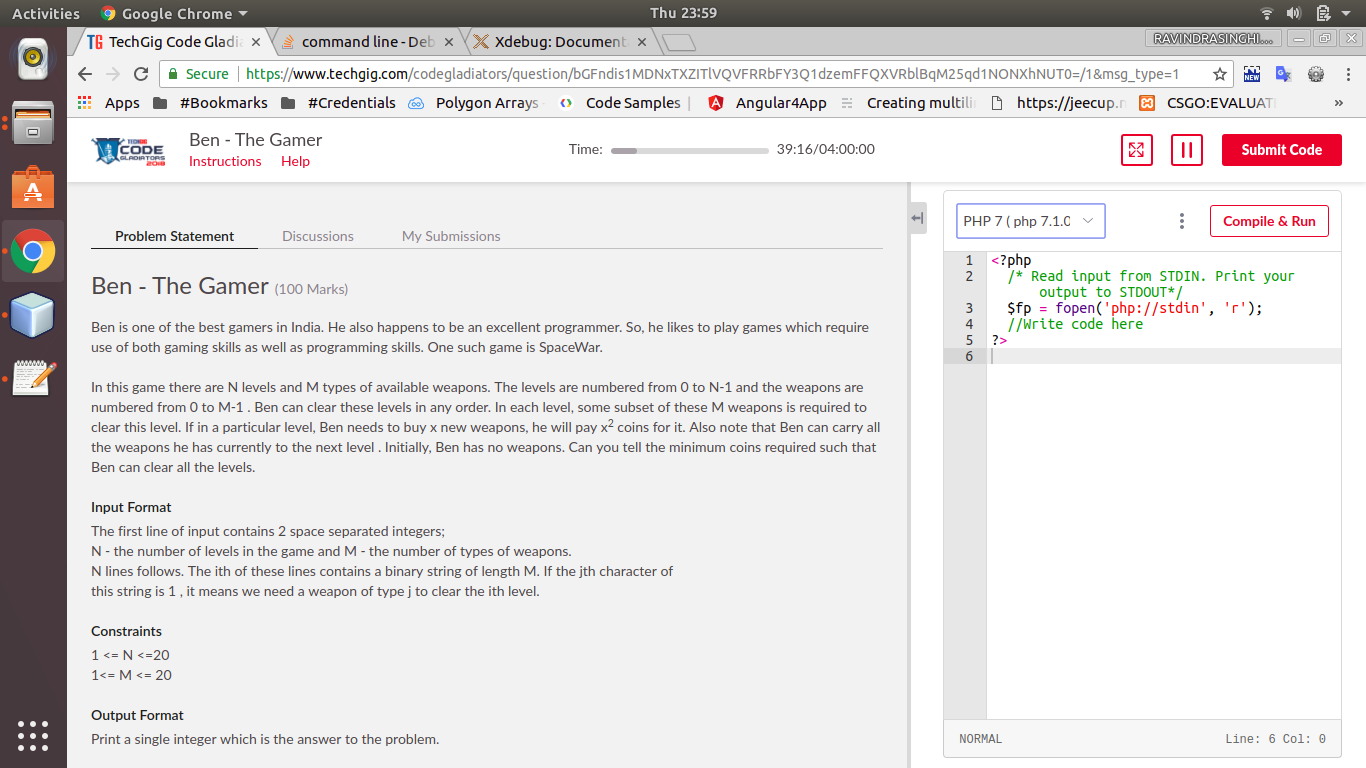 Activities Google Chrome Thu 23:59
TechGig Code Gladi command line - Deb Xdebug: Document RAVINDRASINGHI...
Secure https://www.techgig.com/codegladiators/question/bGFndis1MDNxTXZITlVQVFRRbFY3Q1dzemFFQXVRblBqM25qd1NONXhNUT0=/1&msg_type=1
Apps #Bookmarks #Credentials Polygon Arrays Code Samples | Angular4App Creating multili https://jeecup.n CSGO:EVALUAT »
TECHGIG CODE GLADIATORS 2018
Ben - The Gamer
Instructions Help
Time: 39:16/04:00:00
Submit Code
Problem Statement Discussions My Submissions
Ben - The Gamer (100 Marks)
Ben is one of the best gamers in India. He also happens to be an excellent programmer. So, he likes to play games which require
use of both gaming skills as well as programming skills. One such game is SpaceWar.
In this game there are N levels and M types of available weapons. The levels are numbered from 0 to N-1 and the weapons are
numbered from 0 to M-1 . Ben can clear these levels in any order. In each level, some subset of these M weapons is required to
clear this level. If in a particular level, Ben needs to buy x new weapons, he will pay x² coins for it. Also note that Ben can carry all
the weapons he has currently to the next level . Initially, Ben has no weapons. Can you tell the minimum coins required such that
Ben can clear all the levels.
Input Format
The first line of input contains 2 space separated integers;
N - the number of levels in the game and M - the number of types of weapons.
N lines follows. The ith of these lines contains a binary string of length M. If the jth character of
this string is 1 , it means we need a weapon of type j to clear the ith level.
Constraints
1 <= N <=20
1<= M <= 20
Output Format
Print a single integer which is the answer to the problem.
PHP 7 ( php 7.1.0
Compile & Run
1 <?php
2 /* Read input from STDIN. Print your
output to STDOUT*/
3 $fp = fopen('php://stdin', 'r');
4 //Write code here
5 ?>
6
NORMAL Line: 6 Col: 0